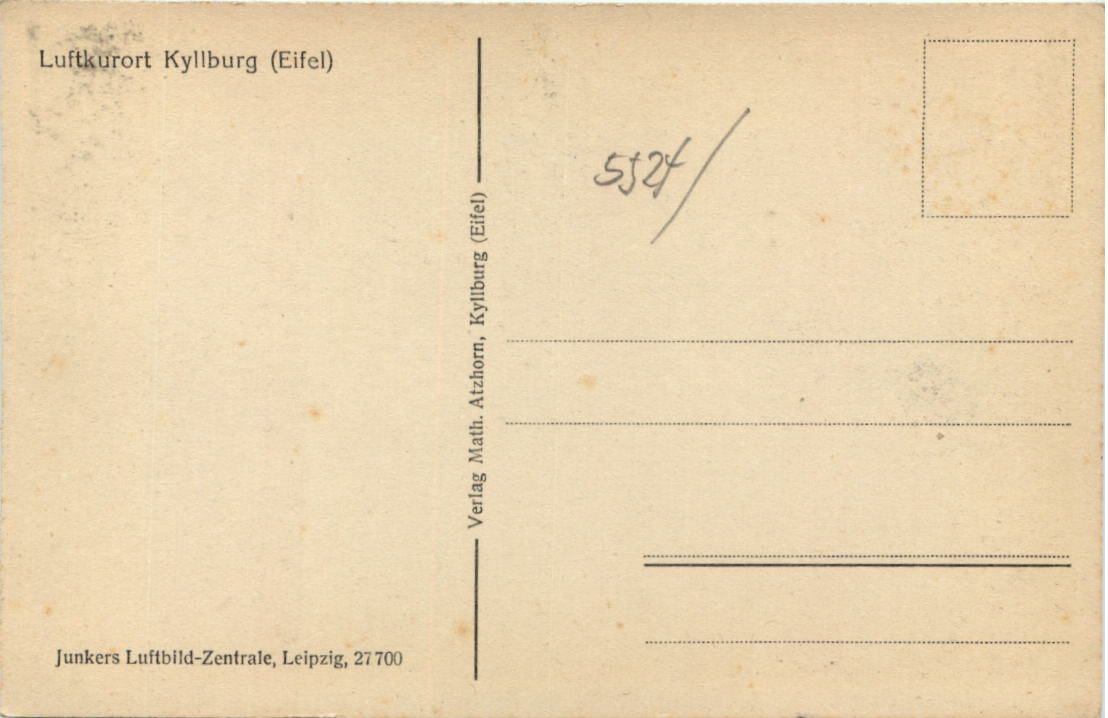 Luftkurort Kyllburg (Eifel)
Verlag Math. Atzhorn, Kyllburg (Eifel)
5524/
Junkers Luftbild-Zentrale, Leipzig, 27700